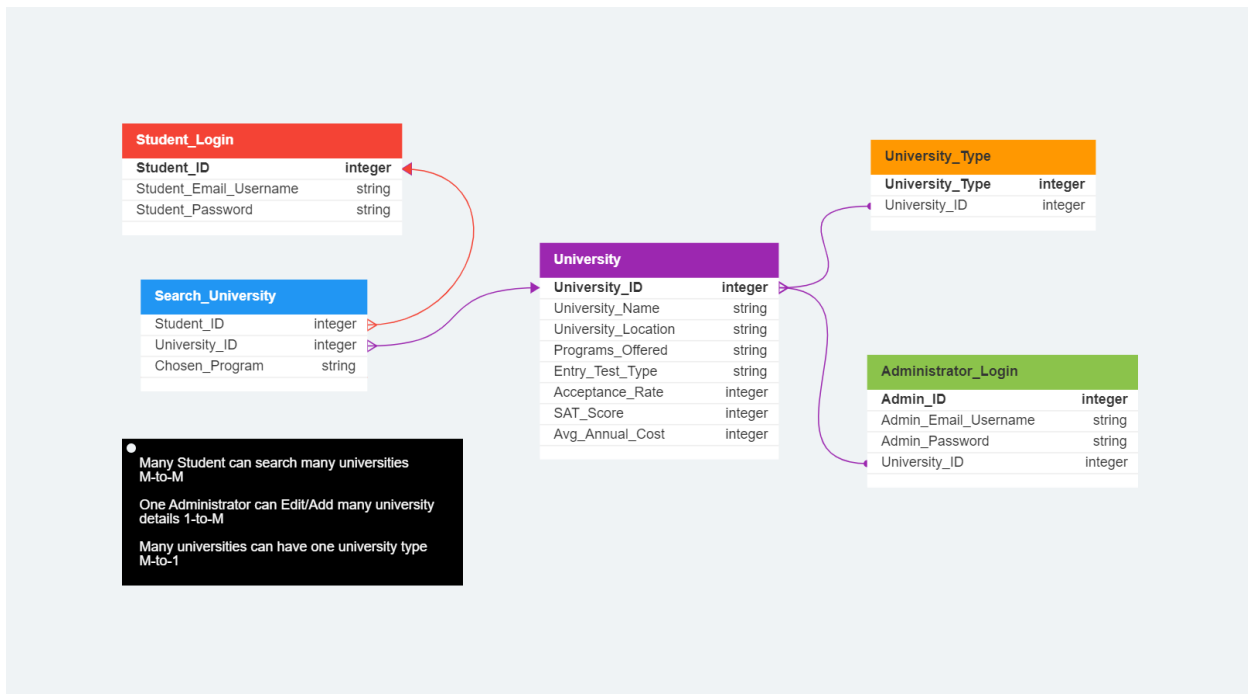 Student_Login
Student_ID integer
Student_Email_Username string
Student_Password string
Search_University
Student_ID integer
University_ID integer
Chosen_Program string
Many Student can search many universities
M-to-M
One Administrator can Edit/Add many university
details 1-to-M
Many universities can have one university type
M-to-1
University
University_ID integer
University_Name string
University_Location string
Programs_Offered string
Entry_Test_Type string
Acceptance_Rate integer
SAT_Score integer
Avg_Annual_Cost integer
University_Type
University_Type integer
University_ID integer
Administrator_Login
Admin_ID integer
Admin_Email_Username string
Admin_Password string
University_ID integer